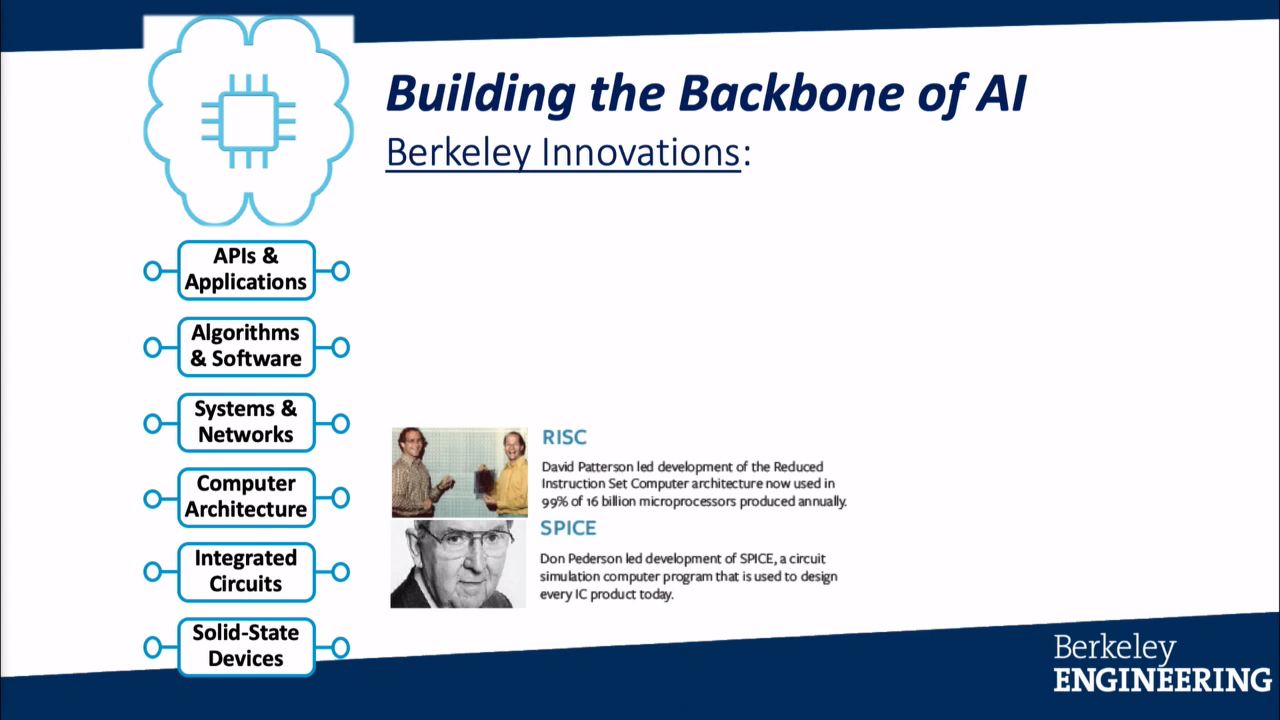 Building the Backbone of AI
Berkeley Innovations:
APIs &
Applications
Algorithms
& Software
Systems &
Networks
Computer
Architecture
Integrated
Circuits
Solid-State
Devices
RISC
David Patterson led development of the Reduced
Instruction Set Computer architecture now used in
99% of 16 billion microprocessors produced annually.
SPICE
Don Pederson led development of SPICE, a circuit
simulation computer program that is used to design
every IC product today.
Berkeley
ENGINEERING